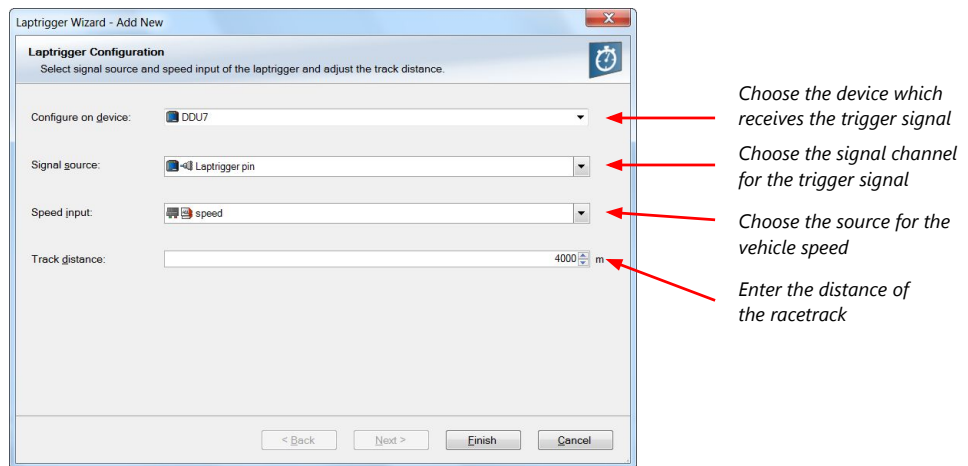 Laptrigger Wizard - Add New
Laptrigger Configuration
Select signal source and speed input of the laptrigger and adjust the track distance.
Configure on device:
DDU7
Choose the device which
receives the trigger signal
Signal source:
Laptrigger pin
Choose the signal channel
for the trigger signal
Speed input:
speed
Choose the source for the
vehicle speed
Track distance:
4000 m
Enter the distance of
the racetrack
< Back
Next >
Finish
Cancel